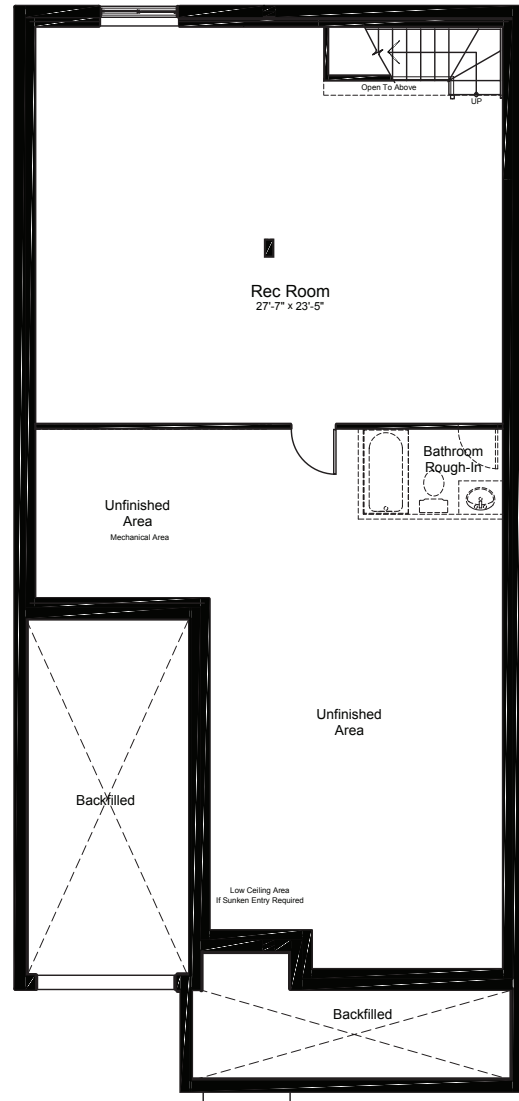 Open To Above
UP
Rec Room
27'-7" x 23'-5"
Bathroom
Rough-In
Unfinished
Area
Mechanical Area
Unfinished
Area
Backfilled
Low Ceiling Area
If Sunken Entry Required
Backfilled